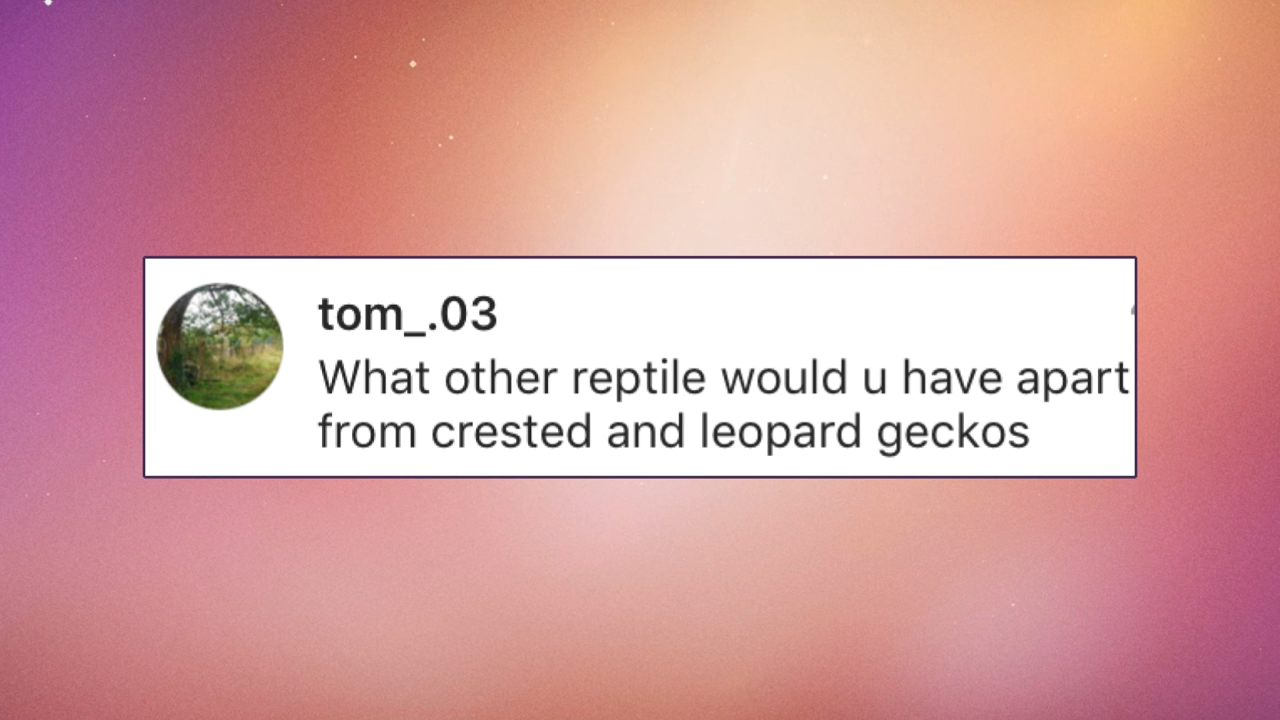 tom_.03
What other reptile would u have apart
from crested and leopard geckos